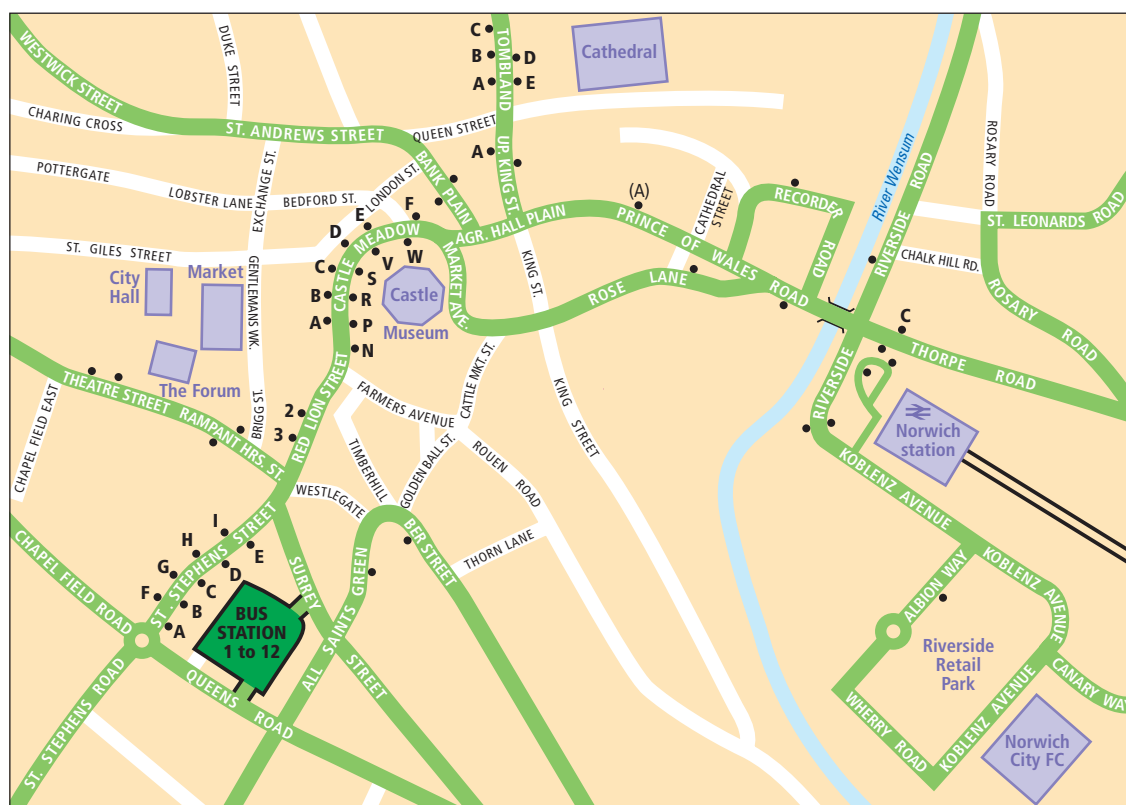 WESTWICK STREET
DUKE STREET
CHARING CROSS
ST. ANDREWS STREET
POTTERGATE
LOBSTER LANE
BEDFORD ST.
EXCHANGE ST.
LONDON ST.
QUEEN STREET
BANK PLAIN
C
B
A
D
E
TOMBLAND
Cathedral
A
UP. KING ST.
River Wensum
RIVERSIDE ROAD
ROSARY ROAD
ST. LEONARDS ROAD
CHALK HILL RD.
ROSARY ROAD
(A)
CATHEDRAL STREET
RECORDER ROAD
AGR. HALL PLAIN
PRINCE OF WALES ROAD
ST. GILES STREET
City Hall
Market
GENTLEMANS WK.
The Forum
CASTLE MEADOW
F
E
D
C
B
A
W
V
S
R
P
N
Castle
Museum
MARKET AVE.
KING ST.
ROSE LANE
CATTLE MKT. ST.
KING STREET
C
THORPE ROAD
RIVERSIDE
Norwich station
THEATRE STREET
RAMPANT HRS. ST.
BRIGG ST.
CHAPEL FIELD EAST
RED LION STREET
2
3
FARMERS AVENUE
TIMBERHILL
GOLDEN BALL ST.
ROUEN ROAD
WESTLEGATE
BER STREET
THORN LANE
CHAPEL FIELD ROAD
ST. STEPHENS STREET
I
H
G
F
E
D
C
B
A
BUS
STATION
1 to 12
SURREY STREET
ALL SAINTS GREEN
QUEENS ROAD
ST. STEPHENS ROAD
KOBLENZ AVENUE
KOBLENZ AVENUE
ALBION WAY
Riverside
Retail
Park
WHERRY ROAD
KOBLENZ AVENUE
CANARY WAY
Norwich
City FC